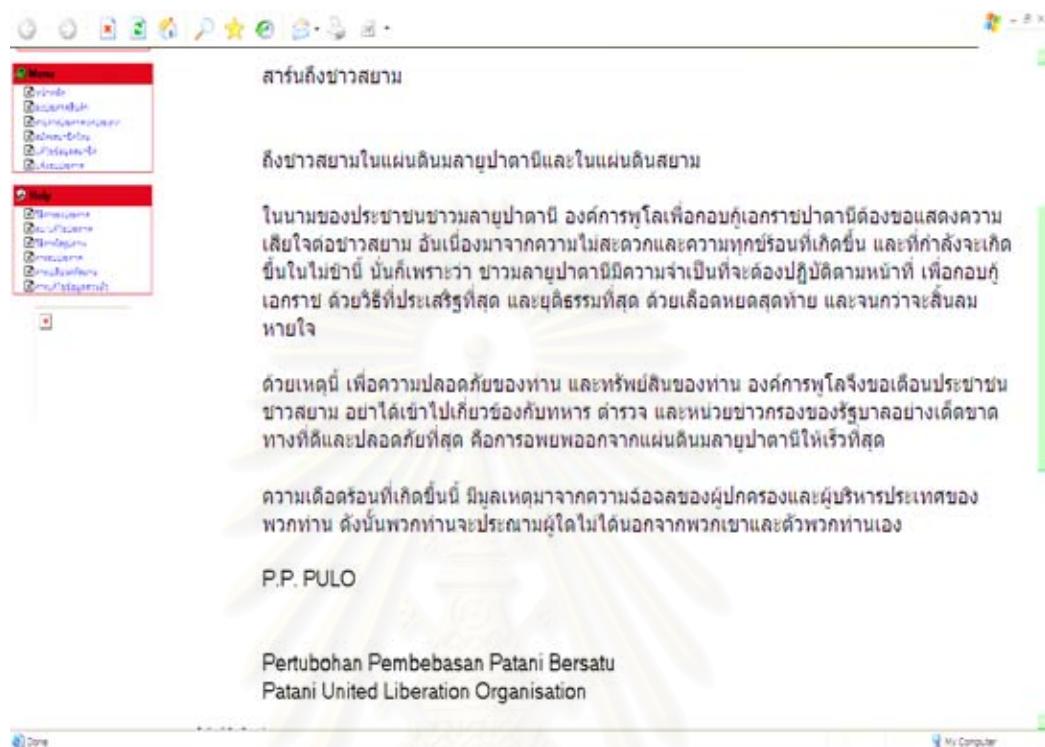 สาร์นถึงชาวสยาม
ถึงชาวสยามในแผ่นดินมลายูปาตานีและในแผ่นดินสยาม
ในนามของประชาชนชาวมลายูปาตานี องค์การพูโลเพื่อกอบกู้เอกราชปาตานีต้องขอแสดงความ
เสียใจต่อชาวสยาม อันเนื่องมาจากความไม่สะดวกและความทุกข์ร้อนที่เกิดขึ้น และที่กำลังจะเกิด
ขึ้นในไม่ช้านี้ นั่นก็เพราะว่า ชาวมลายูปาตานีมีความจำเป็นที่จะต้องปฏิบัติตามหน้าที่ เพื่อกอบกู้
เอกราช ด้วยวิธีที่ประเสริฐที่สุด และยุติธรรมที่สุด ด้วยเลือดหยดสุดท้าย และจนกว่าจะสิ้นลม
หายใจ
ด้วยเหตุนี้ เพื่อความปลอดภัยของท่าน และทรัพย์สินของท่าน องค์การพูโลจึงขอเตือนประชาชน
ชาวสยาม อย่าได้เข้าไปเกี่ยวข้องกับทหาร ตำรวจ และหน่วยข่าวกรองของรัฐบาลอย่างเด็ดขาด
ทางที่ดีและปลอดภัยที่สุด คือการอพยพออกจากแผ่นดินมลายูปาตานีให้เร็วที่สุด
ความเดือดร้อนที่เกิดขึ้นนี้ มีมูลเหตุมาจากความฉ้อฉลของผู้ปกครองและผู้บริหารประเทศของ
พวกท่าน ดังนั้นพวกท่านจะประณามผู้ใดไม่ได้นอกจากพวกเขาและตัวพวกท่านเอง
P.P. PULO
Pertubohan Pembebasan Patani Bersatu
Patani United Liberation Organisation
Menu
Help
Done
My Computer